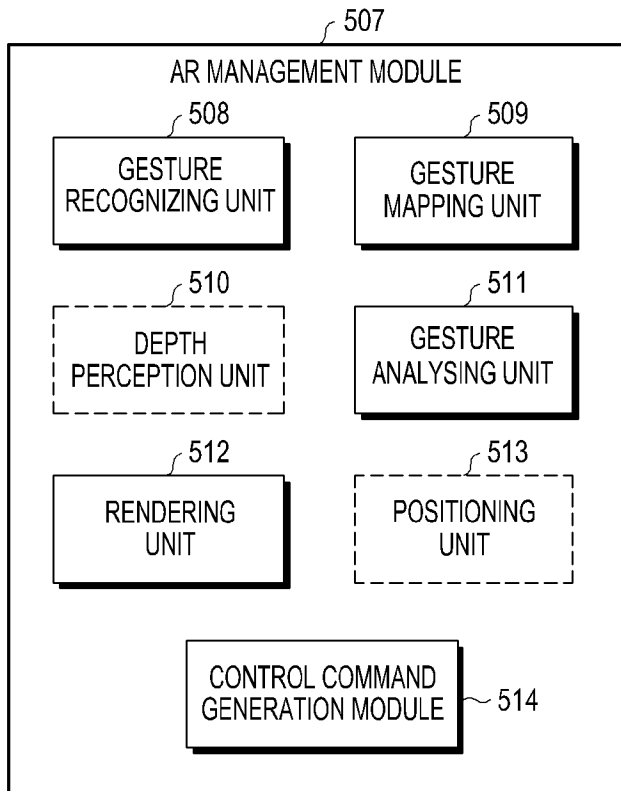 507
AR MANAGEMENT MODULE
508
GESTURE
RECOGNIZING UNIT
509
GESTURE
MAPPING UNIT
510
DEPTH
PERCEPTION UNIT
511
GESTURE
ANALYSING UNIT
512
RENDERING
UNIT
513
POSITIONING
UNIT
CONTROL COMMAND
GENERATION MODULE
514